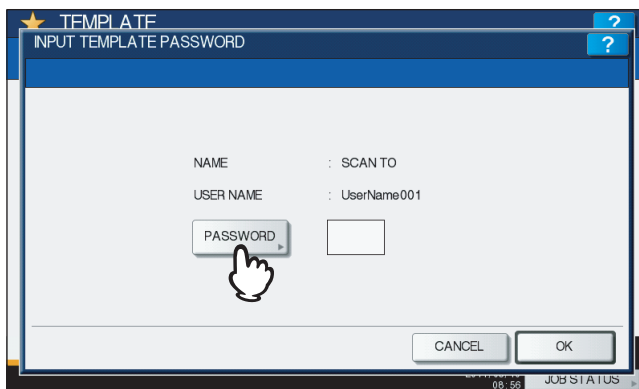 TEMPLATE ?
INPUT TEMPLATE PASSWORD ?
NAME : SCAN TO
USER NAME : UserName001
PASSWORD
CANCEL OK
08:56 JOB STATUS